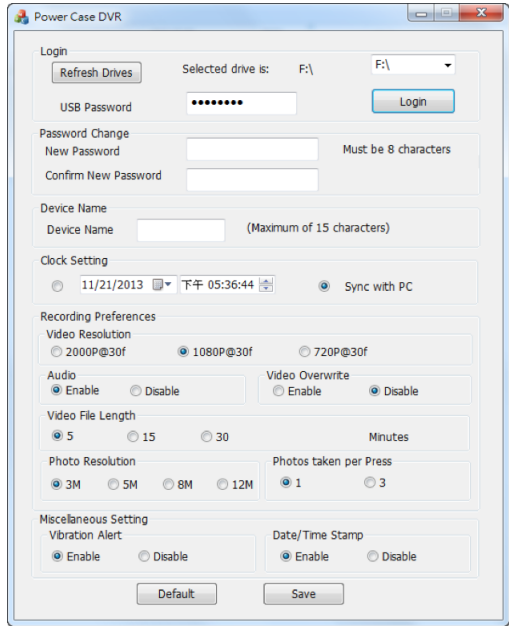 Power Case DVR
Login
Refresh Drives Selected drive is: F:\ F:\
USB Password •••••••• Login
Password Change
New Password Must be 8 characters
Confirm New Password
Device Name
Device Name (Maximum of 15 characters)
Clock Setting
11/21/2013 下午 05:36:44 Sync with PC
Recording Preferences
Video Resolution
2000P@30f 1080P@30f 720P@30f
Audio Video Overwrite
Enable Disable Enable Disable
Video File Length
5 15 30 Minutes
Photo Resolution Photos taken per Press
3M 5M 8M 12M 1 3
Miscellaneous Setting
Vibration Alert Date/Time Stamp
Enable Disable Enable Disable
Default Save